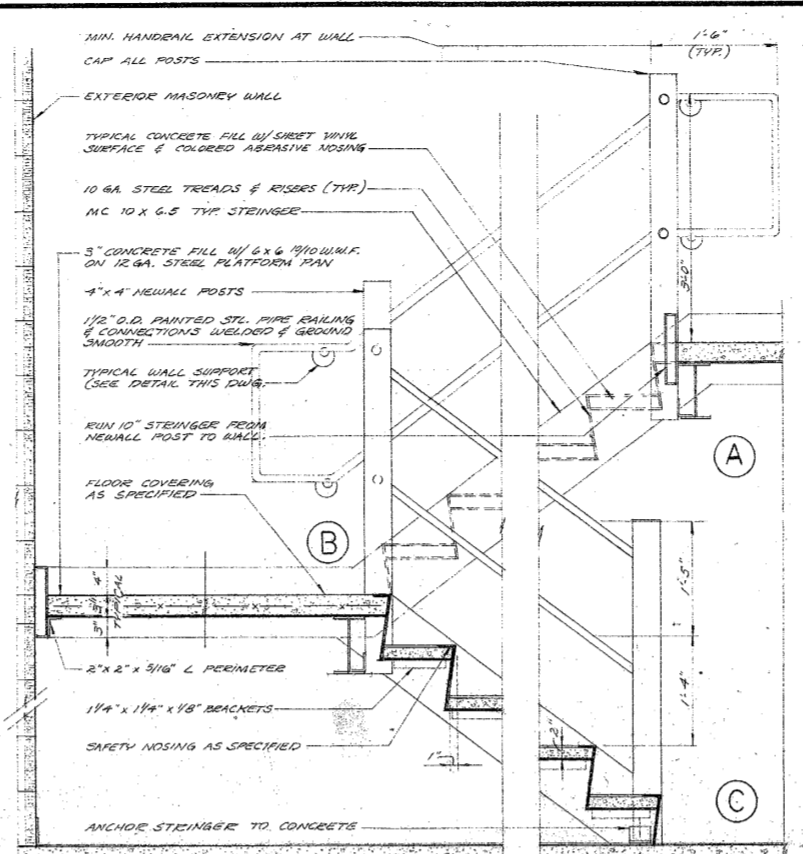 MIN. HANDRAIL EXTENSION AT WALL
1'-6"
(TYP.)
CAP ALL POSTS
EXTERIOR MASONRY WALL
TYPICAL CONCRETE FILL W/ SHEET VINYL
SURFACE & COLORED ABRASIVE NOSING
10 GA. STEEL TREADS & RISERS (TYP.)
MC 10 X 6.5 TYP. STRINGER
3" CONCRETE FILL W/ 6 x 6 10/10 W.W.F.
ON 12 GA. STEEL PLATFORM PAN
4" x 4" NEWALL POSTS
3'-0"
1 1/2" O.D. PAINTED STL. PIPE RAILING
& CONNECTIONS WELDED & GROUND
SMOOTH
TYPICAL WALL SUPPORT
(SEE DETAIL THIS DWG.
RUN 10" STRINGER FROM
NEWALL POST TO WALL.
A
FLOOR COVERING
AS SPECIFIED
B
1'-5"
3" 3" 4"
TYPICAL
2" x 2" x 5/16" L PERIMETER
1'-4"
1 1/4" x 1 1/4" x 1/8" BRACKETS
2"
SAFETY NOSING AS SPECIFIED
1"
C
ANCHOR STRINGER TO CONCRETE